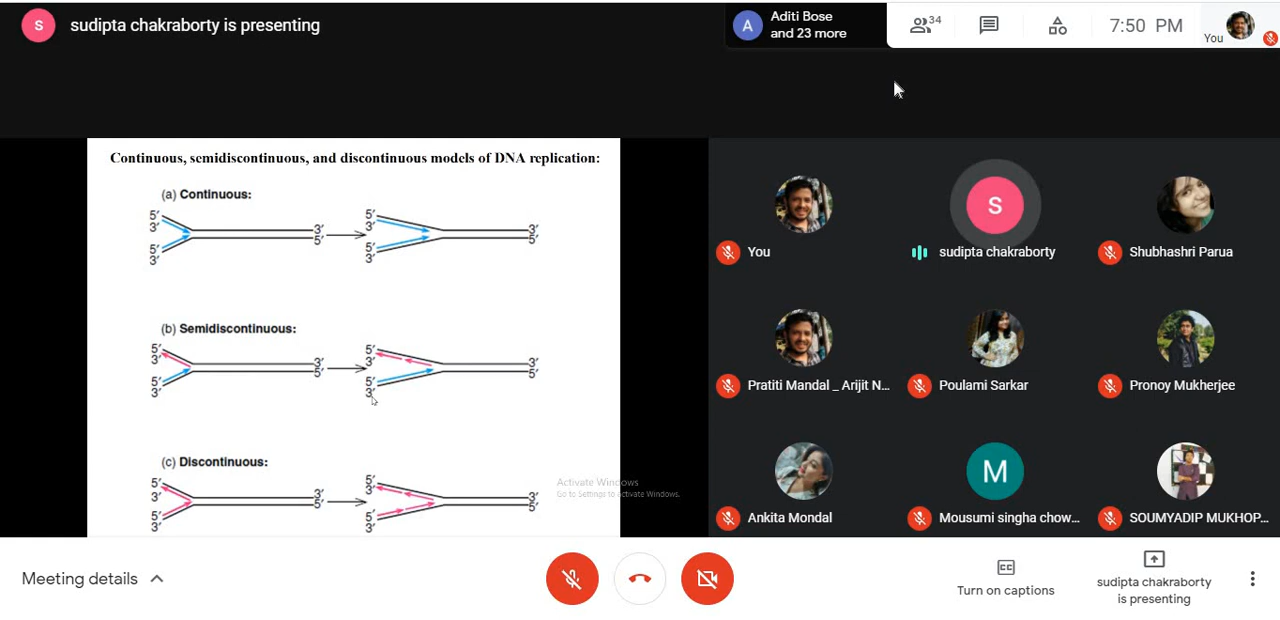 S
sudipta chakraborty is presenting
A
Aditi Bose
and 23 more
34
7:50 PM
You
Continuous, semidiscontinuous, and discontinuous models of DNA replication:
(a) Continuous:
5′
3′
5′
3′
3′
5′
5′
3′
5′
3′
3′
5′
(b) Semidiscontinuous:
5′
3′
5′
3′
3′
5′
5′
3′
5′
3′
3′
5′
(c) Discontinuous:
5′
3′
5′
3′
3′
5′
5′
3′
5′
3′
3′
5′
Activate Windows
Go to Settings to activate Windows.
S
You
sudipta chakraborty
Shubhashri Parua
Pratiti Mandal _ Arijit N...
Poulami Sarkar
Pronoy Mukherjee
M
Ankita Mondal
Mousumi singha chow...
SOUMYADIP MUKHOP...
Meeting details
CC
Turn on captions
sudipta chakraborty
is presenting